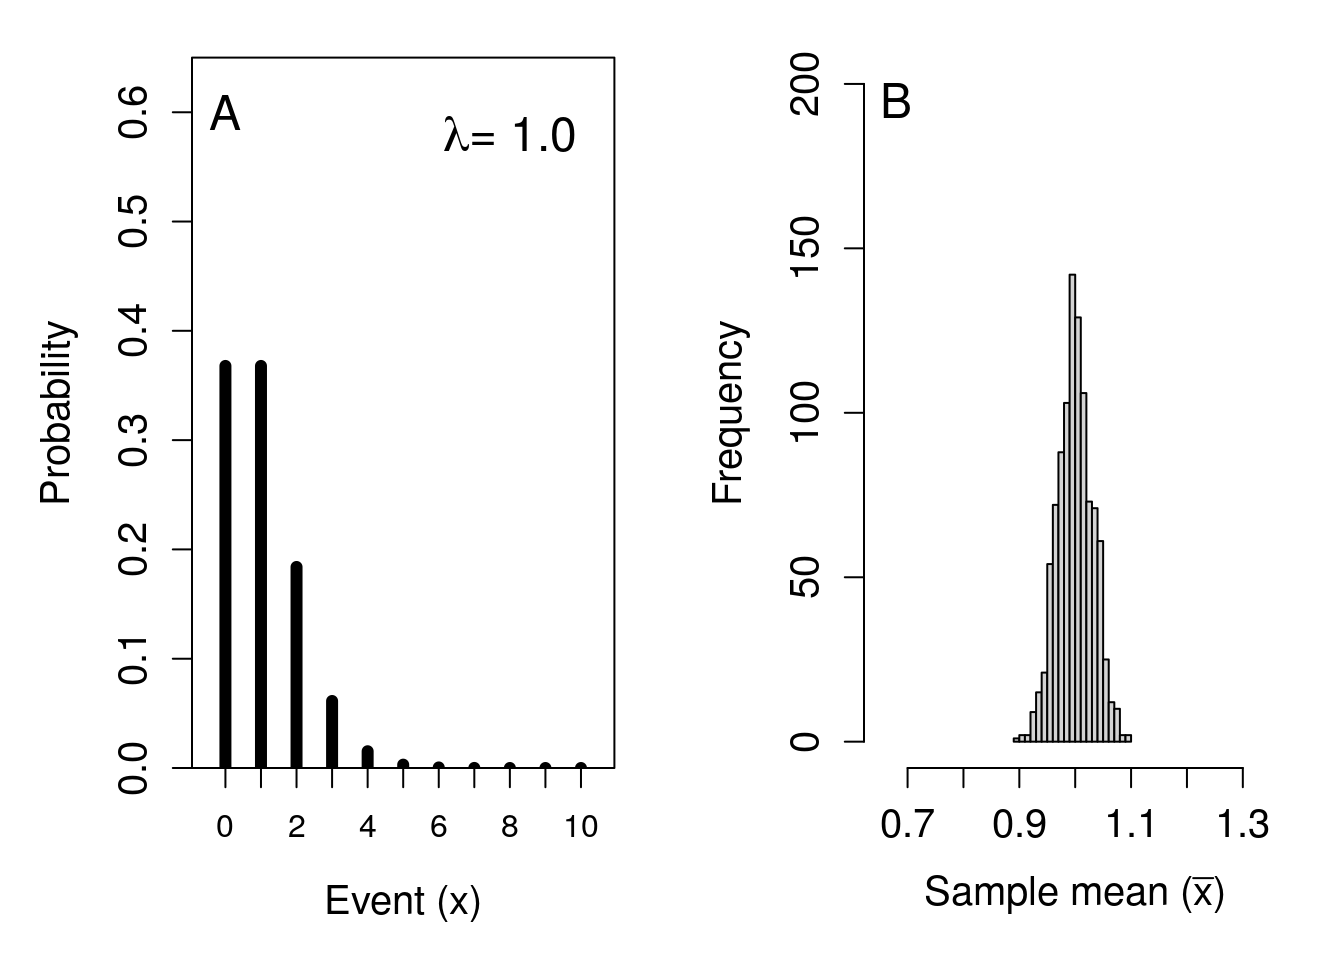 A
λ= 1.0
Probability
0.0
0.1
0.2
0.3
0.4
0.5
0.6
0 2 4 6 8 10
Event (x)
B
Frequency
0
50
100
150
200
0.7 0.9 1.1 1.3
Sample mean (x̅)